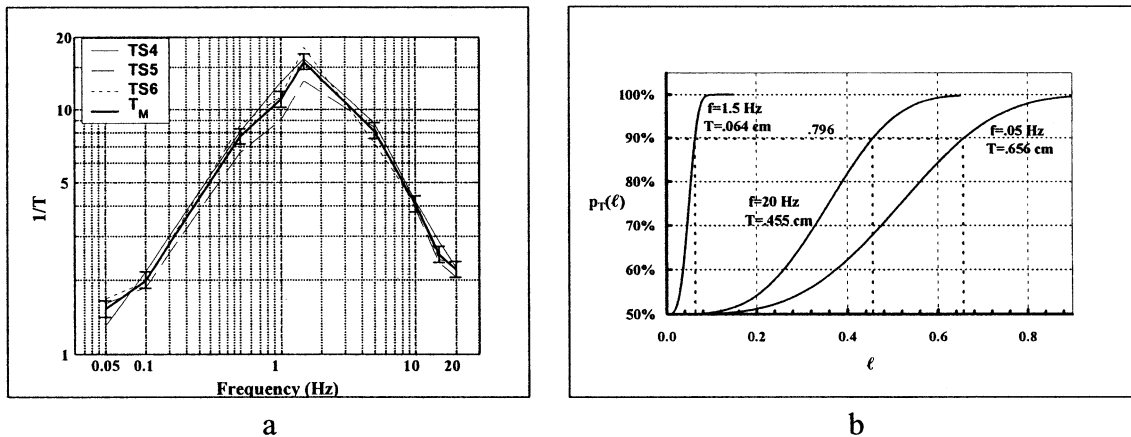 20
TS4
TS5
TS6
T_M
10
1/T
5
1
0.05 0.1 1 10 20
Frequency (Hz)
a
100%
f=1.5 Hz
T=.064 cm
90%
.796
f=.05 Hz
T=.656 cm
80%
p_T(ℓ)
f=20 Hz
T=.455 cm
70%
60%
50%
0.0 0.2 0.4 0.6 0.8
ℓ
b